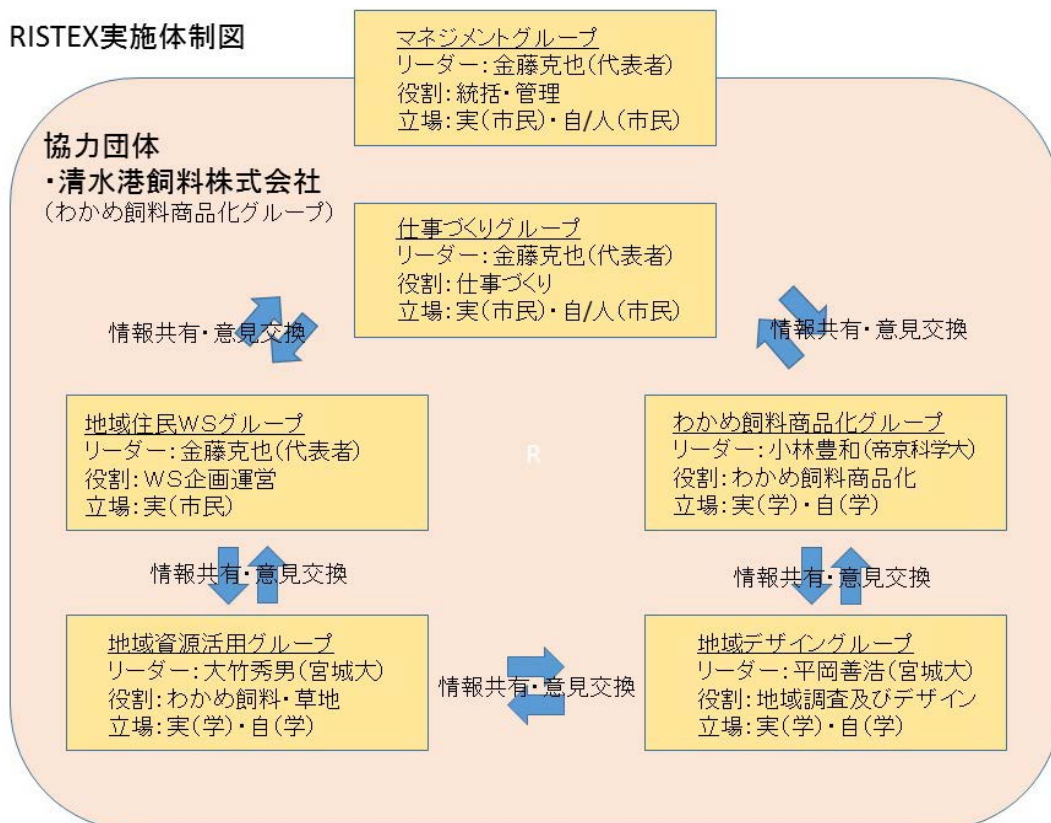 RISTEX実施体制図
マネジメントグループ
リーダー：金藤克也(代表者)
役割：統括・管理
立場：実(市民)・自/人(市民)
協力団体
・清水港飼料株式会社
(わかめ飼料商品化グループ)
仕事づくりグループ
リーダー：金藤克也(代表者)
役割：仕事づくり
立場：実(市民)・自/人(市民)
情報共有・意見交換
情報共有・意見交換
地域住民ＷＳグループ
リーダー：金藤克也(代表者)
役割：ＷＳ企画運営
立場：実(市民)
R
わかめ飼料商品化グループ
リーダー：小林豊和(帝京科学大)
役割：わかめ飼料商品化
立場：実(学)・自(学)
情報共有・意見交換
情報共有・意見交換
地域資源活用グループ
リーダー：大竹秀男(宮城大)
役割：わかめ飼料・草地
立場：実(学)・自(学)
情報共有・意見交換
地域デザイングループ
リーダー：平岡善浩(宮城大)
役割：地域調査及びデザイン
立場：実(学)・自(学)